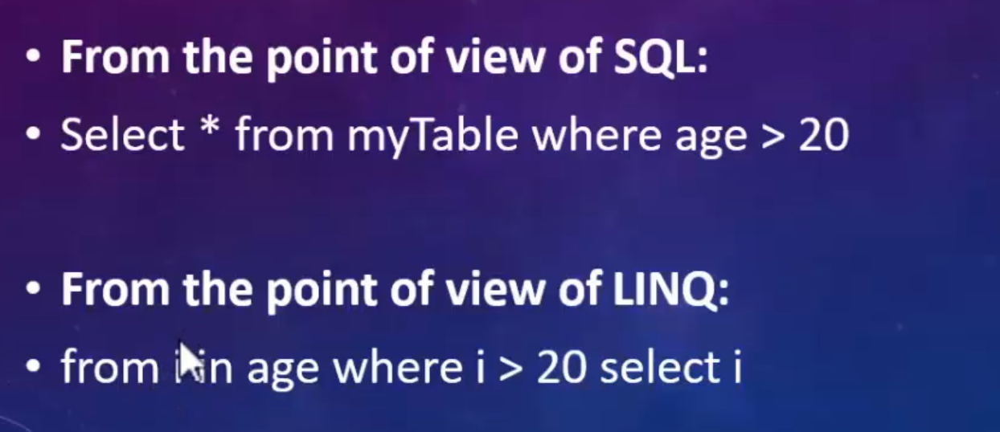 • From the point of view of SQL:
• Select * from myTable where age > 20
• From the point of view of LINQ:
• from i in age where i > 20 select i